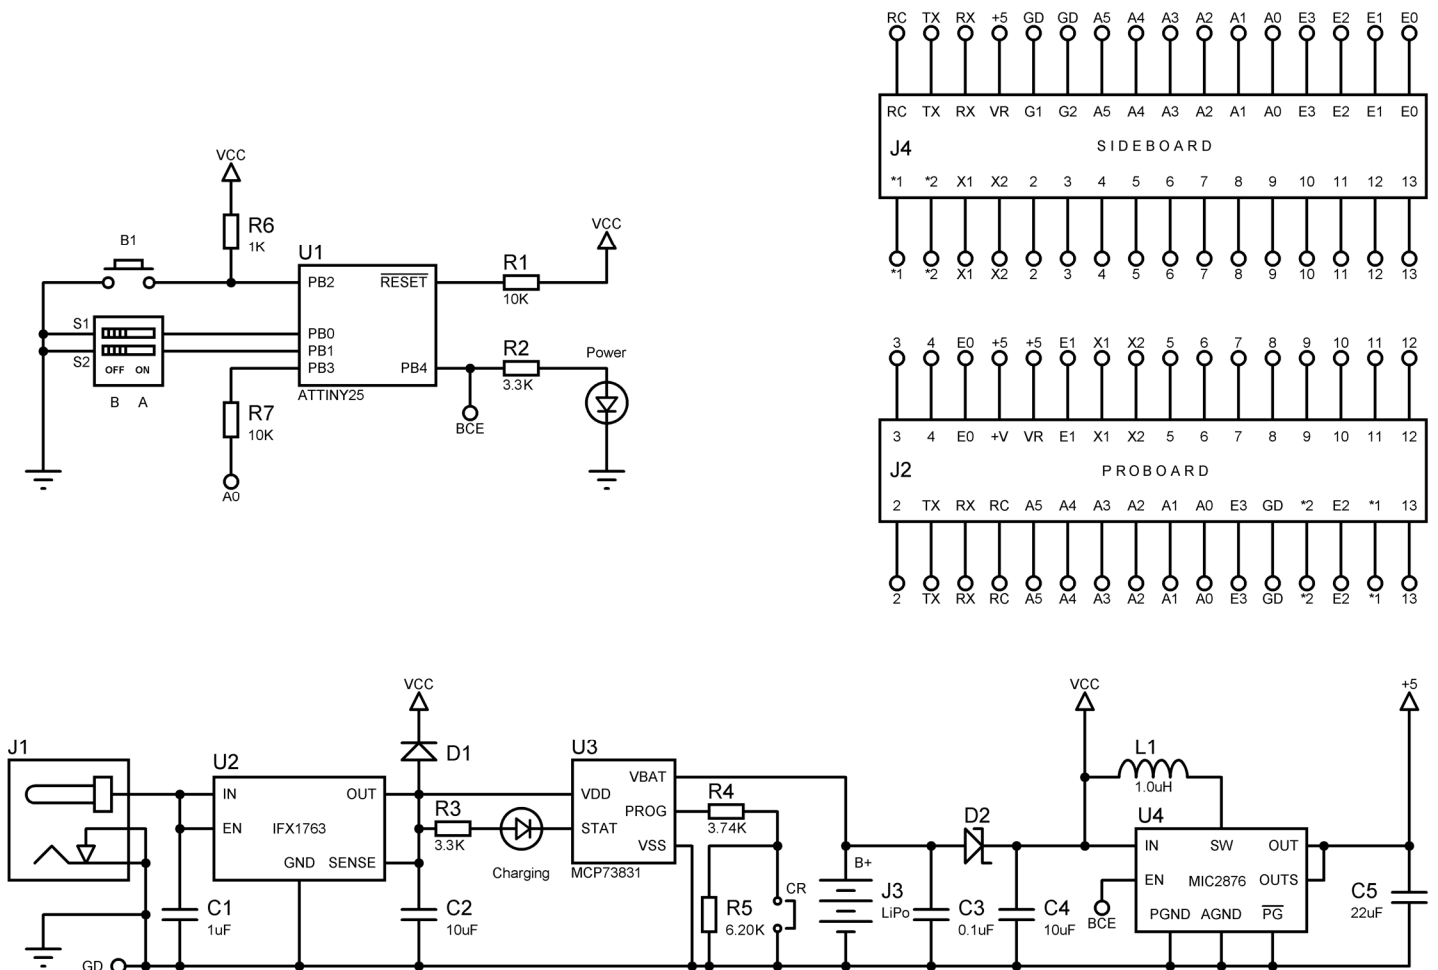 RC TX RX +5 GD GD A5 A4 A3 A2 A1 A0 E3 E2 E1 E0
RC TX RX VR G1 G2 A5 A4 A3 A2 A1 A0 E3 E2 E1 E0
J4 SIDEBOARD
*1 *2 X1 X2 2 3 4 5 6 7 8 9 10 11 12 13
*1 *2 X1 X2 2 3 4 5 6 7 8 9 10 11 12 13
VCC
R6
1K
B1
U1
VCC
R1
10K
PB2 RESET
S1
PB0
PB1
S2
PB3 PB4
OFF ON
B A
ATTINY25
R2
3.3K
Power
R7
10K
BCE
A0
3 4 E0 +5 +5 E1 X1 X2 5 6 7 8 9 10 11 12
3 4 E0 +V VR E1 X1 X2 5 6 7 8 9 10 11 12
J2 PROBOARD
2 TX RX RC A5 A4 A3 A2 A1 A0 E3 GD *2 E2 *1 13
2 TX RX RC A5 A4 A3 A2 A1 A0 E3 GD *2 E2 *1 13
J1
U2
IN OUT
EN IFX1763
GND SENSE
C1
1uF
GD
VCC
D1
R3
3.3K
Charging
C2
10uF
U3
VBAT
VDD
PROG
STAT
VSS
MCP73831
R4
3.74K
R5
6.20K
CR
B+
J3
LiPo
C3
0.1uF
D2
C4
10uF
VCC
L1
1.0uH
U4
IN SW OUT
EN MIC2876 OUTS
PGND AGND PG
BCE
+5
C5
22uF